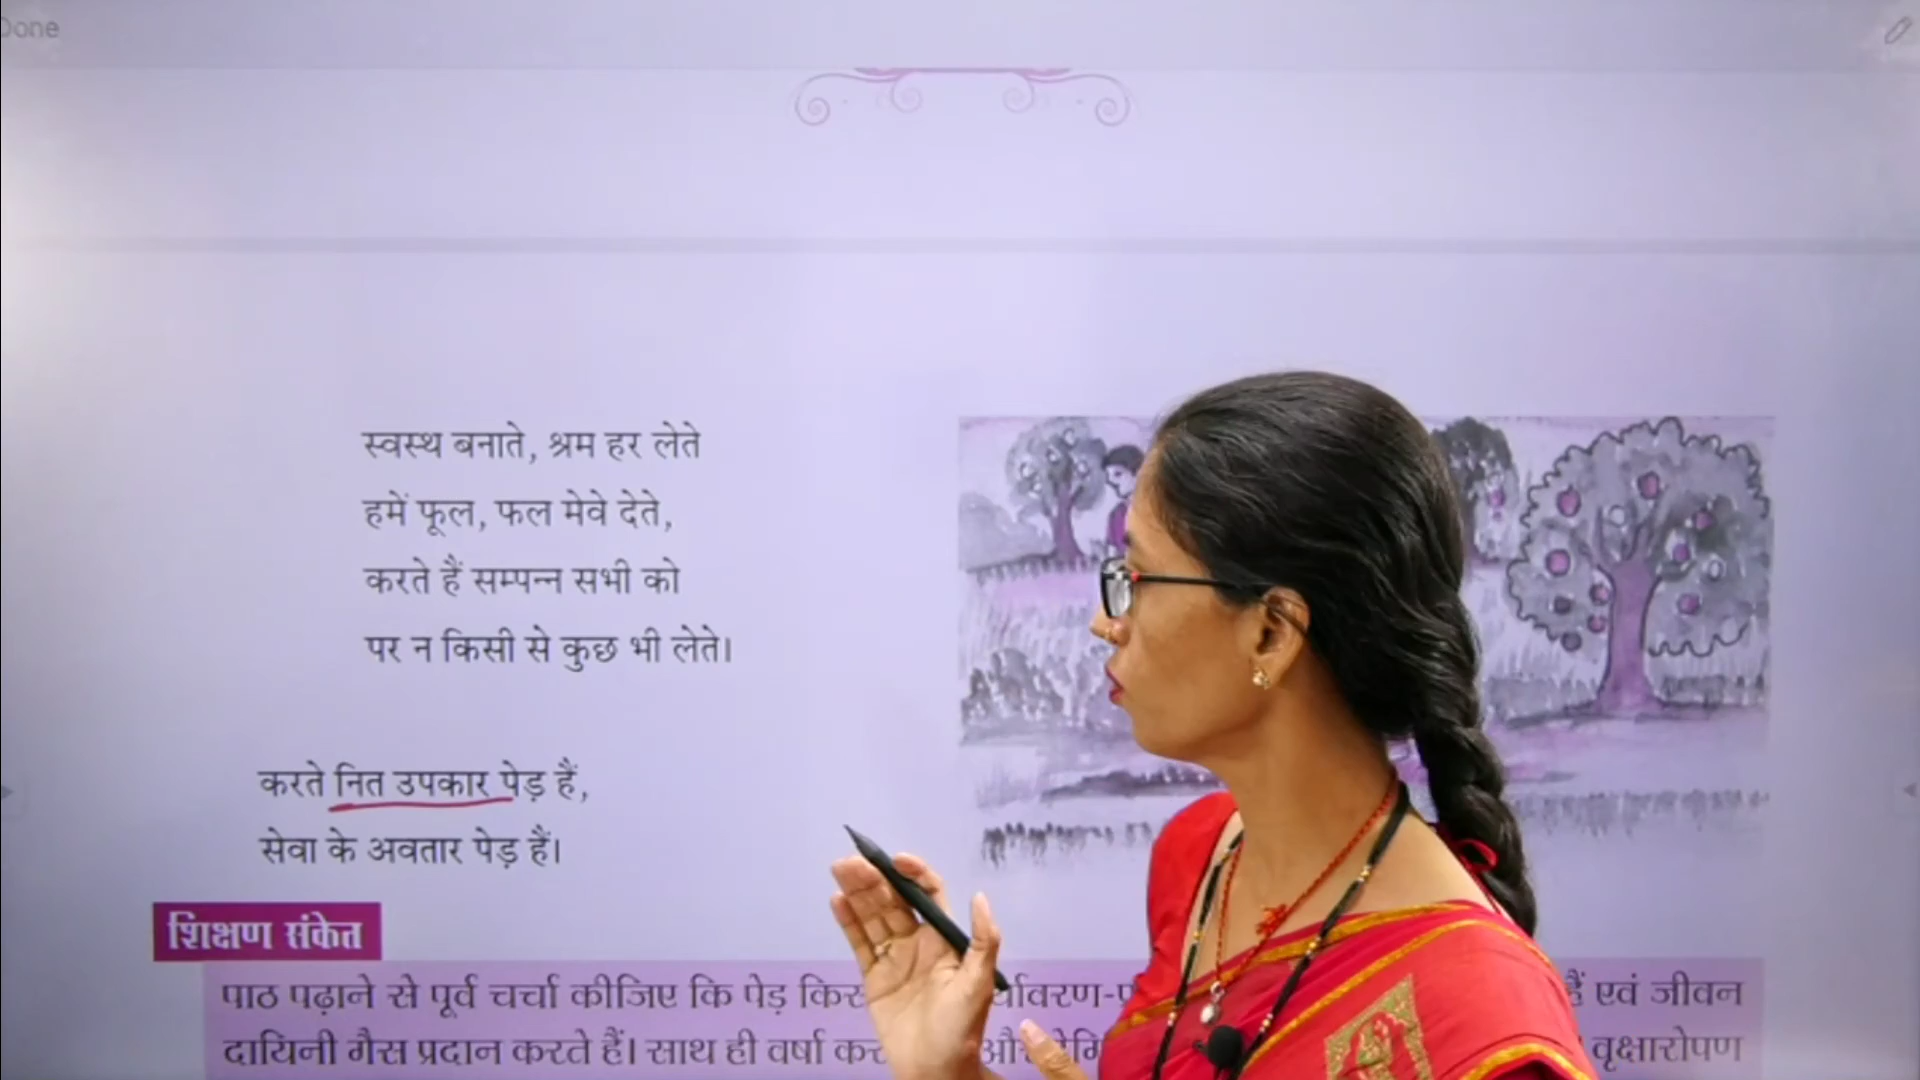 Done
स्वस्थ बनाते, श्रम हर लेते
हमें फूल, फल मेवे देते,
करते हैं सम्पन्न सभी को
पर न किसी से कुछ भी लेते।
करते नित उपकार पेड़ हैं,
सेवा के अवतार पेड़ हैं।
शिक्षण संकेत
पाठ पढ़ाने से पूर्व चर्चा कीजिए कि पेड़ हैं एवं जीवन
दायिनी गैस प्रदान करते हैं। साथ ही वर्षा वृक्षारोपण